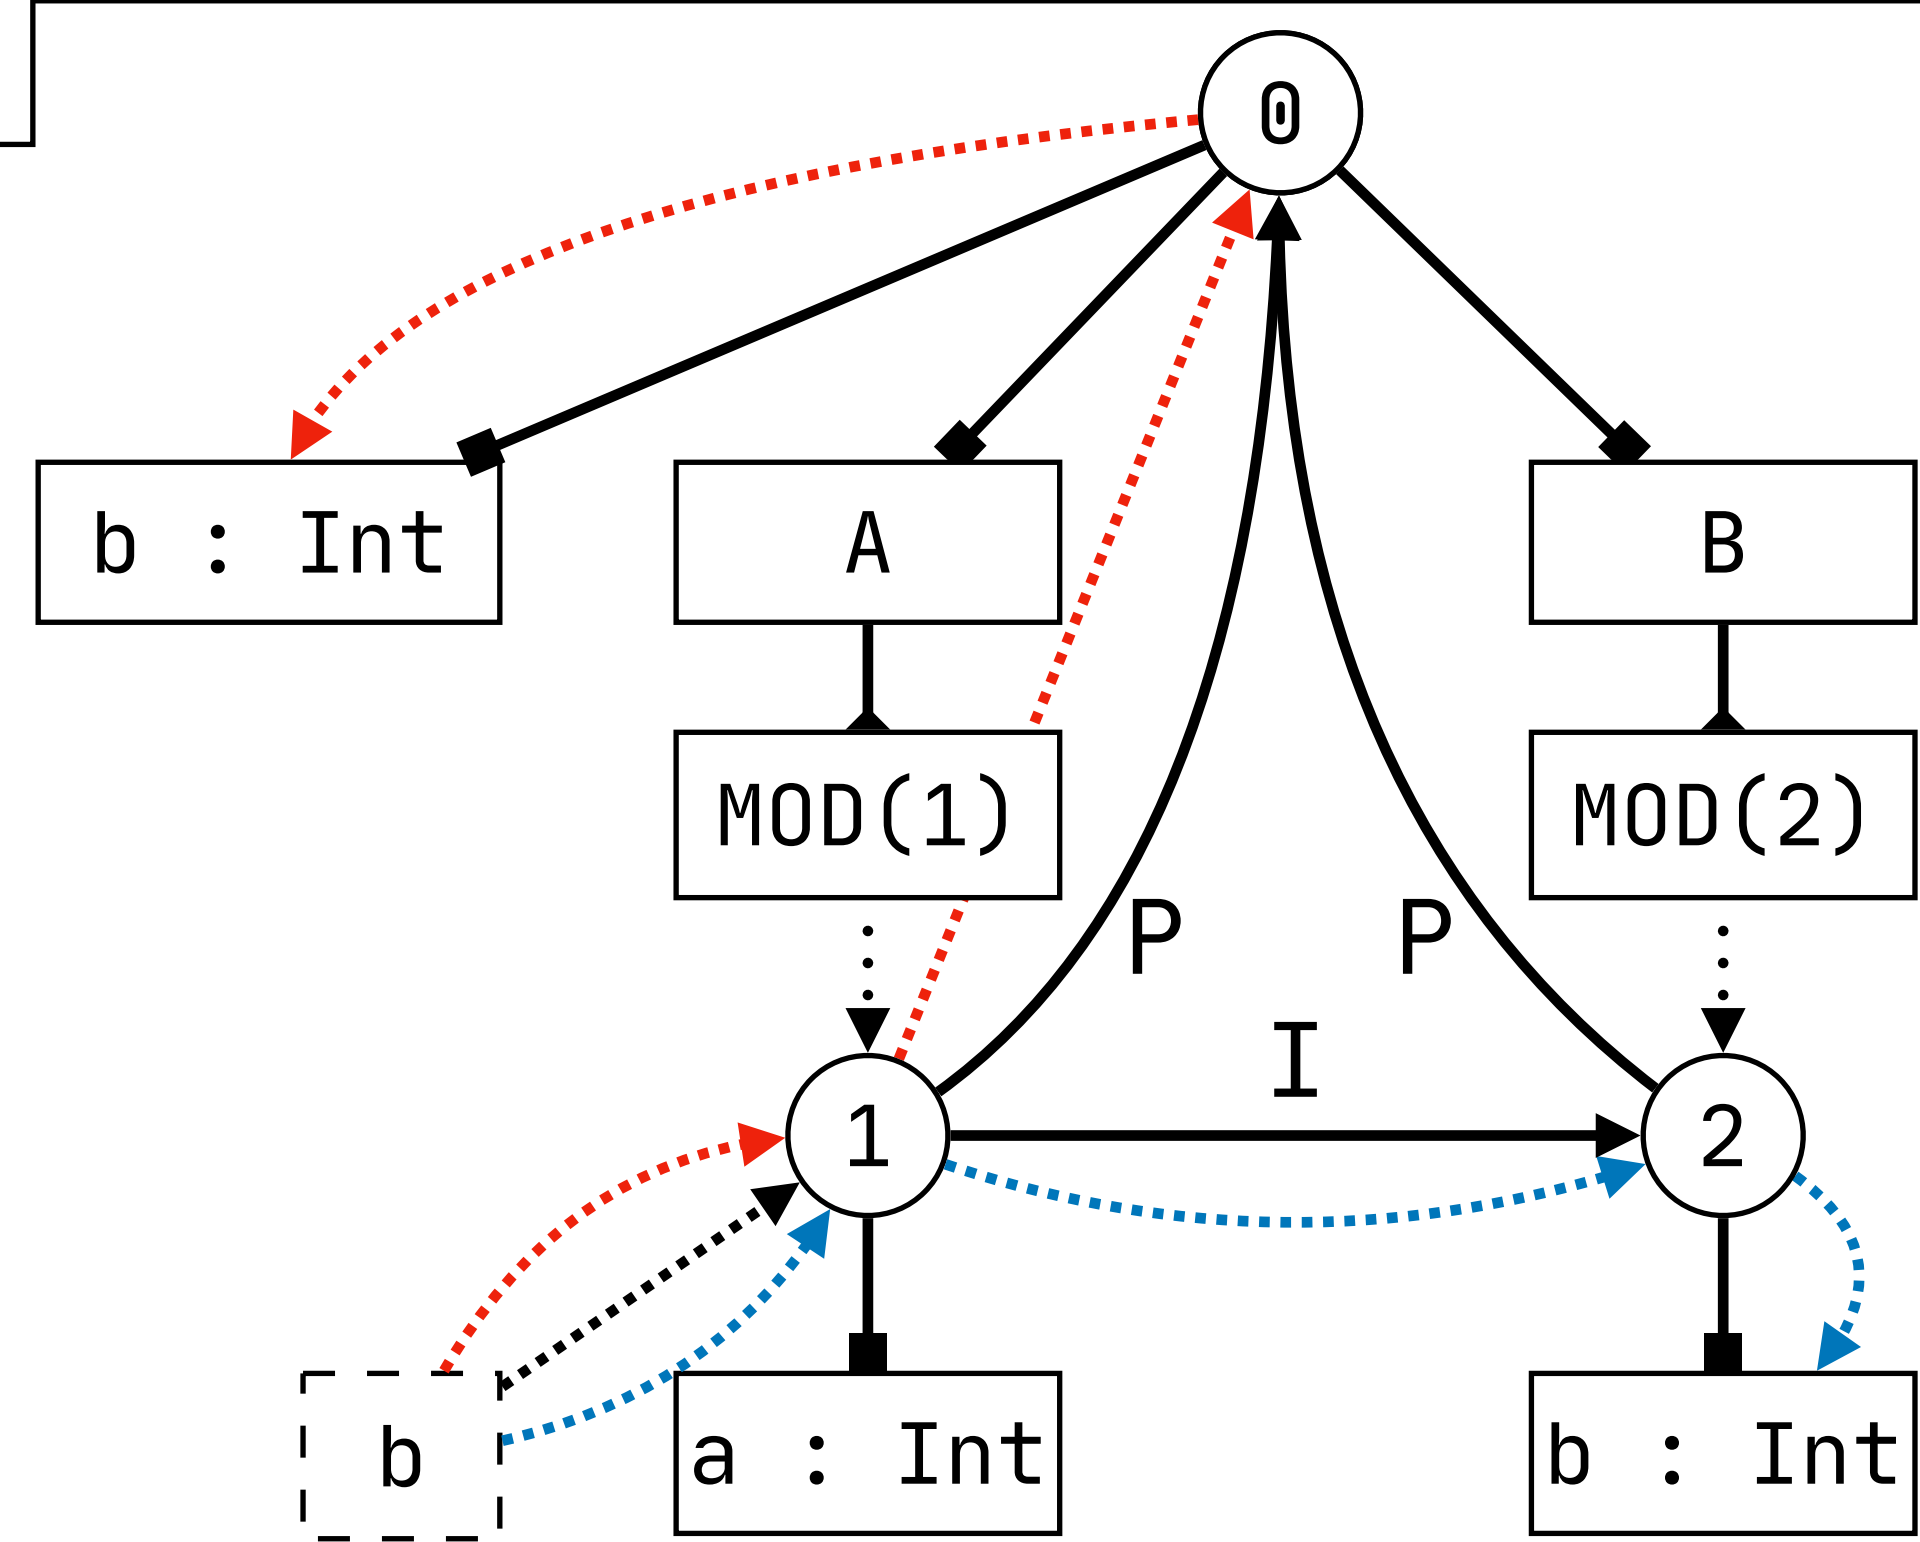 0
b : Int
A
B
MOD(1)
MOD(2)
P
P
I
1
2
b
a : Int
b : Int